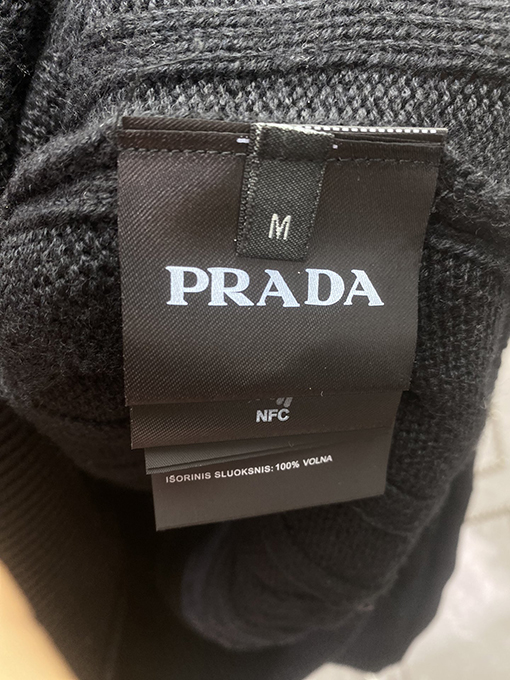 M
PRADA
NFC
IŠORINIS SLUOKSNIS: 100% VOLNA